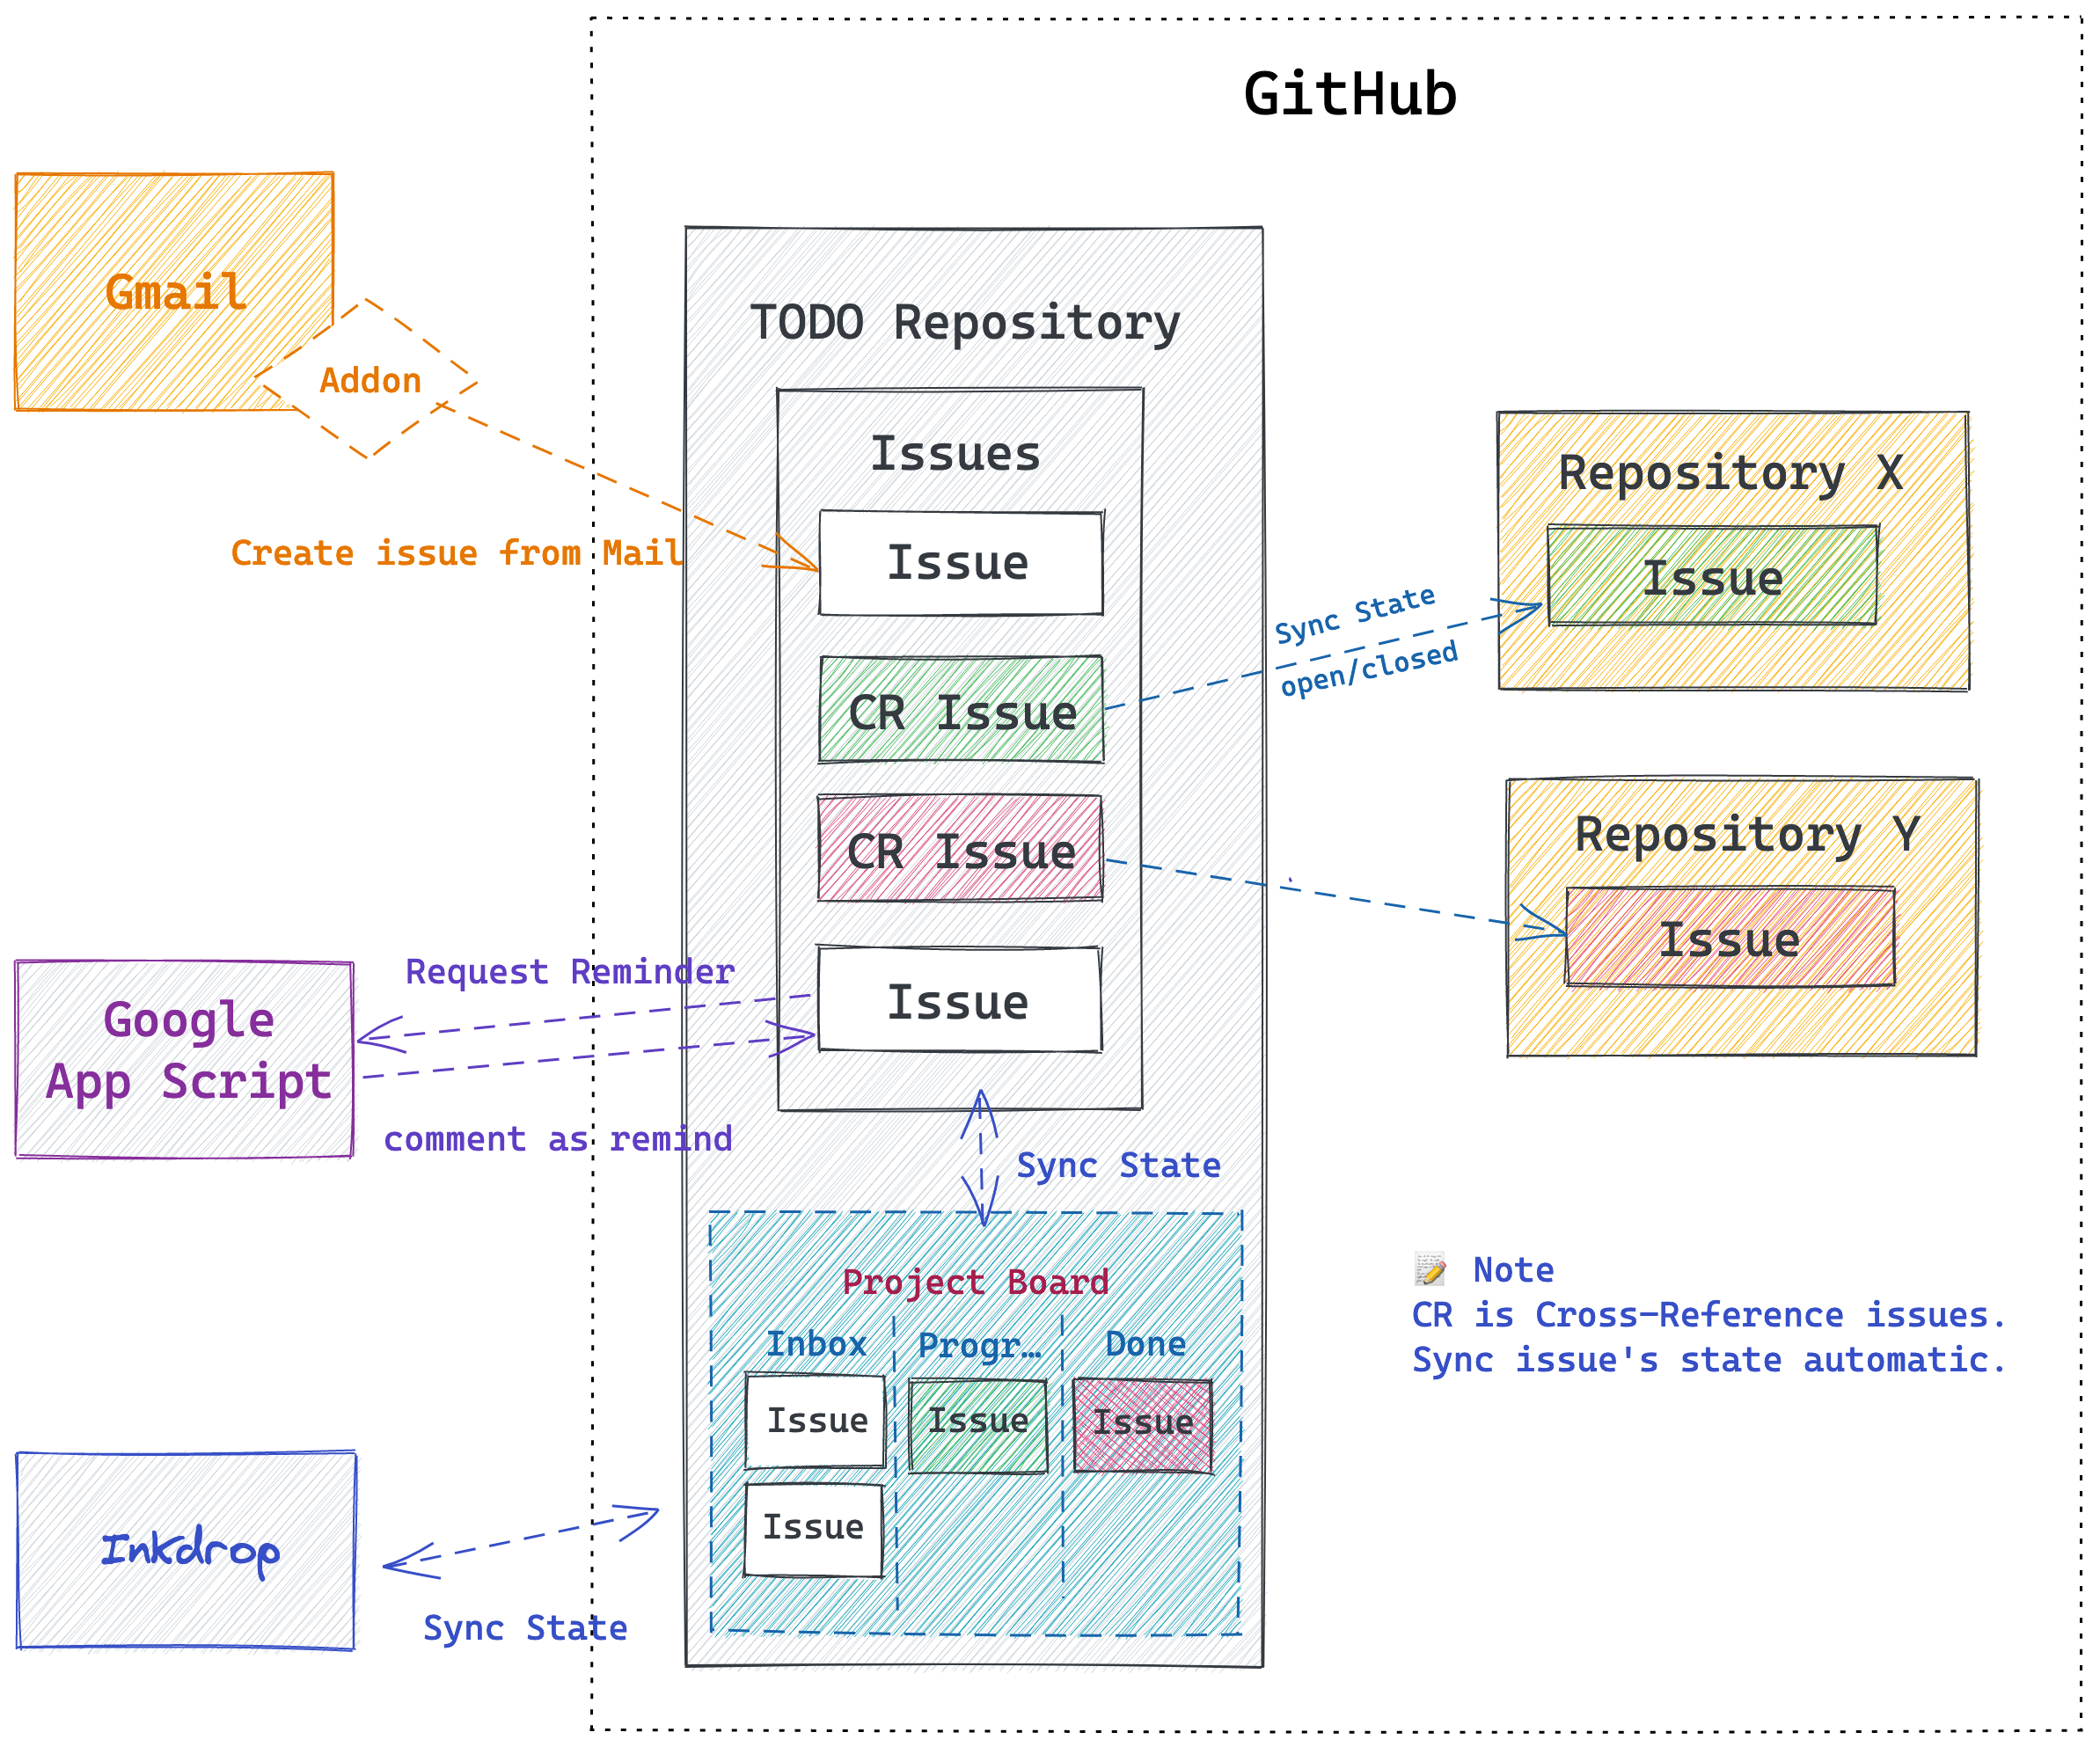 GitHub
Gmail
Addon
Create issue from Mail
TODO Repository
Issues
Issue
CR Issue
CR Issue
Issue
Sync State
open/closed
Repository X
Issue
Repository Y
Issue
Google
App Script
Request Reminder
comment as remind
Sync State
Project Board
Inbox
Progr…
Done
Issue
Issue
Issue
Issue
Inkdrop
Sync State
📝 Note
CR is Cross-Reference issues.
Sync issue's state automatic.